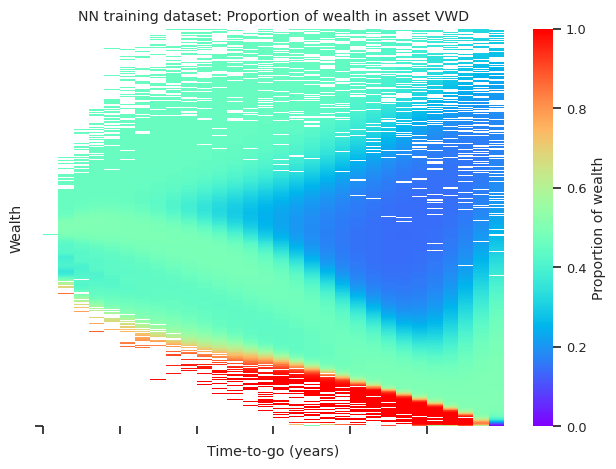 NN training dataset: Proportion of wealth in asset VWD
Wealth
Time-to-go (years)
1.0
0.8
0.6
0.4
0.2
0.0
Proportion of wealth